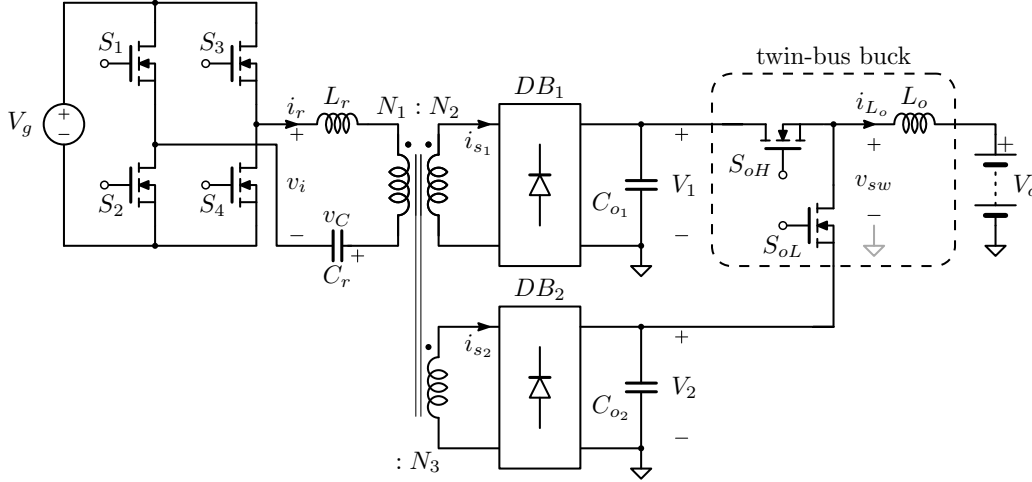 twin-bus buck
S_1
S_3
DB_1
L_r
N_1 : N_2
i_r
i_{L_o}
L_o
V_g
+
−
+
+
+
+
i_{s_1}
S_{oH}
S_2
S_4
v_i
C_{o_1}
V_1
v_{sw}
V_o
v_C
−
+
−
−
S_{oL}
C_r
DB_2
i_{s_2}
+
C_{o_2}
V_2
−
: N_3